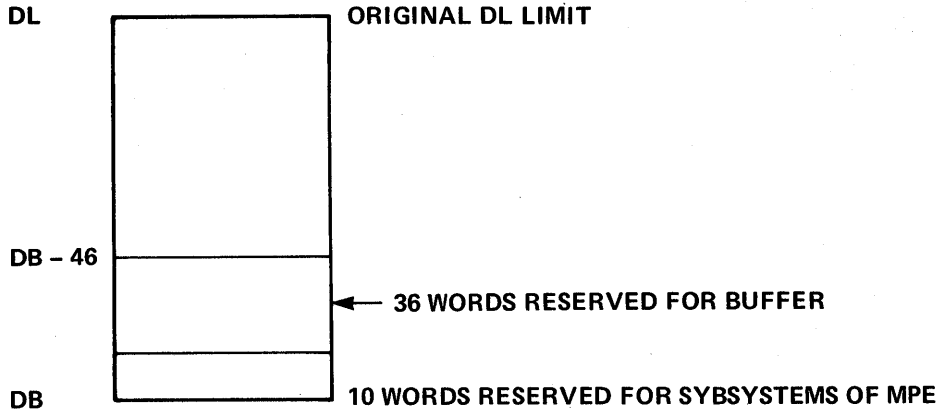 DL ORIGINAL DL LIMIT
DB – 46
36 WORDS RESERVED FOR BUFFER
DB 10 WORDS RESERVED FOR SYBSYSTEMS OF MPE